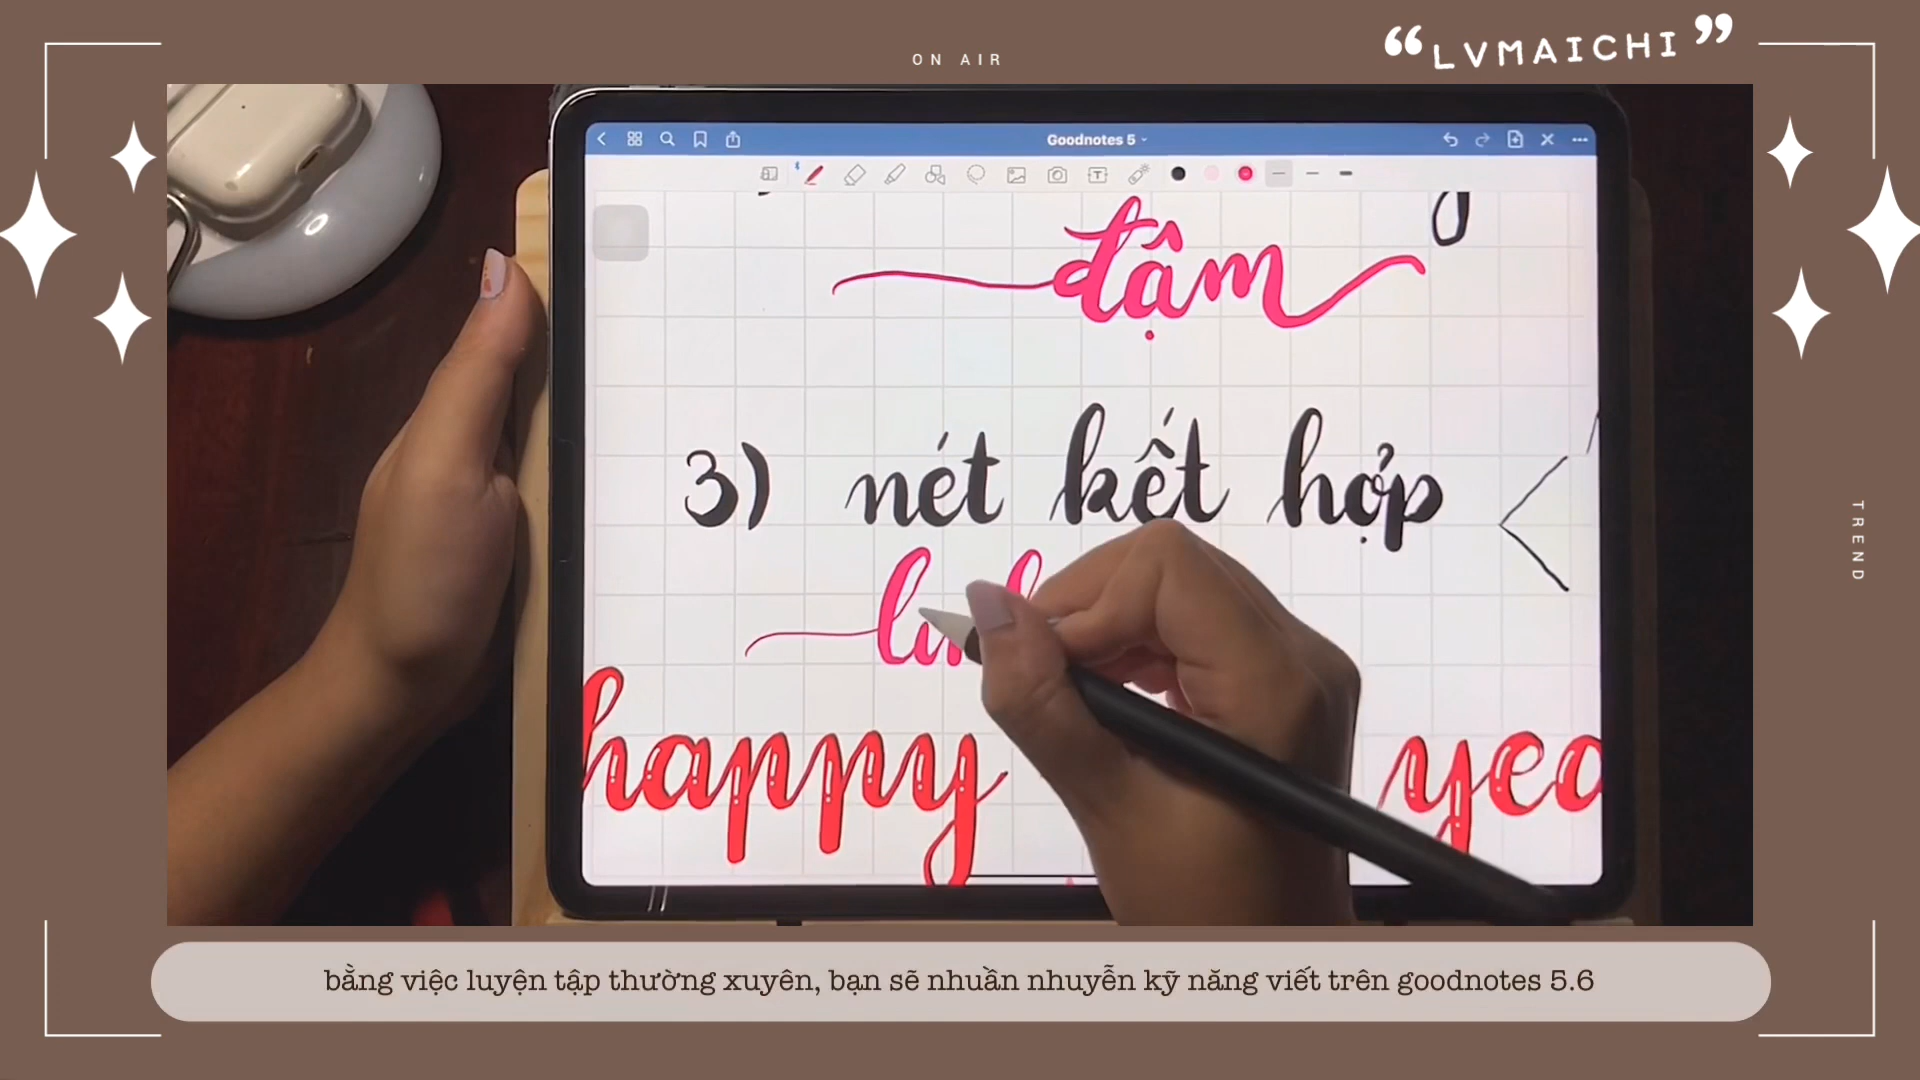 ON AIR
“LVMAICHI”
Goodnotes 5
đậm
3) nét kết hợp
happy
TREND
bằng việc luyện tập thường xuyên, bạn sẽ nhuần nhuyễn kỹ năng viết trên goodnotes 5.6